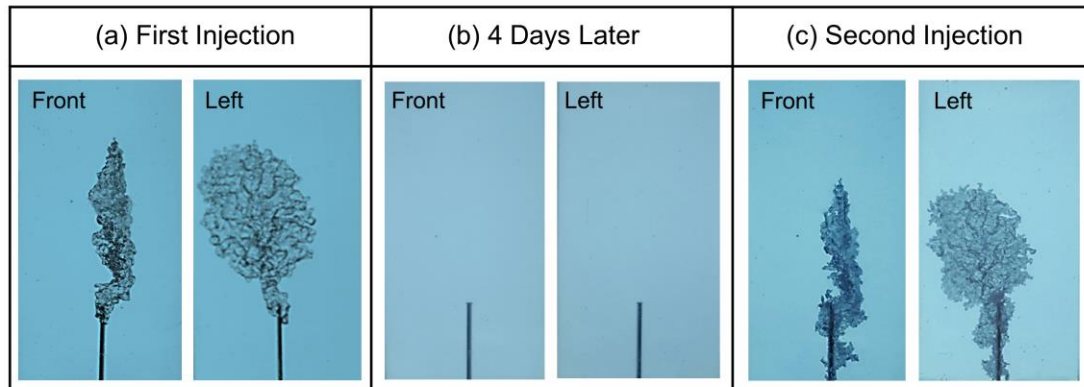 (a) First Injection
(b) 4 Days Later
(c) Second Injection
Front
Left
Front
Left
Front
Left